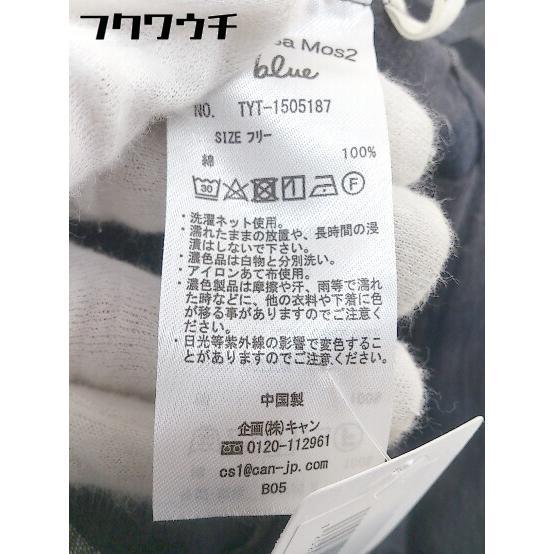 フクワウチ
sa Mos2
blue
NO. TYT-1505187
SIZE フリー
綿 100%
30 F
・洗濯ネット使用。
・濡れたままの放置や、長時間の浸
漬はしないで下さい。
・濃色品は白物と分別洗い。
・アイロンあて布使用。
・濃色製品は摩擦や汗、雨等で濡れ
た時などに、他の衣料や下着に色
が移る事がありますのでご注意く
ださい。
・日光等紫外線の影響で変色するこ
とがありますのでご注意ください。
中国製
企画(株)キャン
0120-112961
cs1@can-jp.com
B05